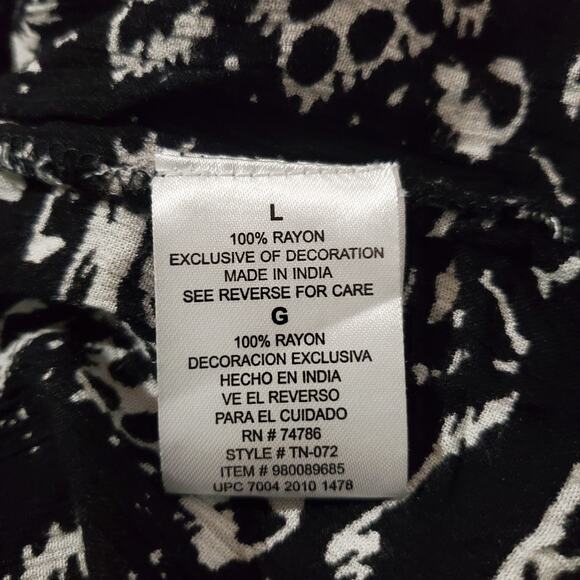 L
100% RAYON
EXCLUSIVE OF DECORATION
MADE IN INDIA
SEE REVERSE FOR CARE
G
100% RAYON
DECORACION EXCLUSIVA
HECHO EN INDIA
VE EL REVERSO
PARA EL CUIDADO
RN # 74786
STYLE # TN-072
ITEM # 980089685
UPC 7004 2010 1478